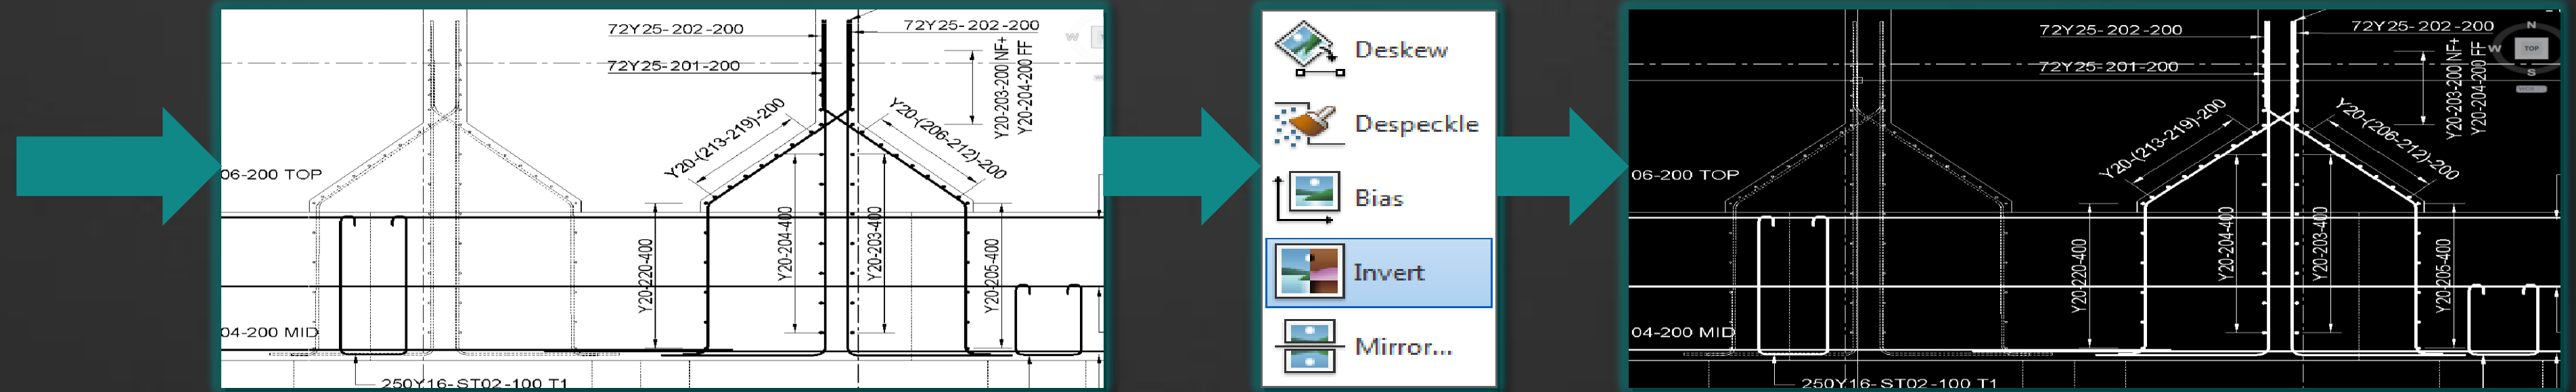 72Y25-202-200
72Y25-202-200
W
72Y25-201-200
Y20-203-200 NF+
Y20-204-200 FF
Y20-(213-219)-200
Y20-(206-212)-200
06-200 TOP
Y20-220-400
Y20-204-400
Y20-203-400
Y20-205-400
04-200 MID
250Y16-ST02-100 T1
Deskew
Despeckle
Bias
Invert
Mirror...
72Y25-202-200
72Y25-202-200
N
W
TOP
S
72Y25-201-200
Y20-203-200 NF+
Y20-204-200 FF
Y20-(213-219)-200
Y20-(206-212)-200
06-200 TOP
Y20-220-400
Y20-204-400
Y20-203-400
Y20-205-400
04-200 MID
250Y16-ST02-100 T1